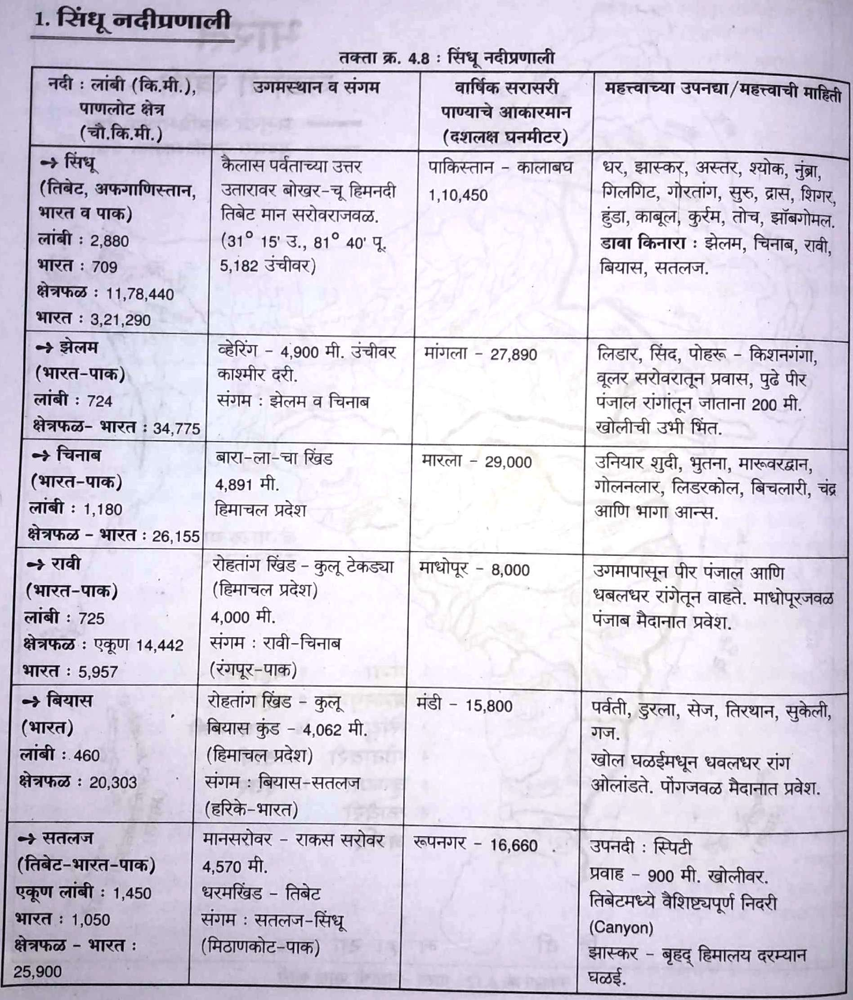 1. सिंधू नदीप्रणाली
तक्ता क्र. 4.8 : सिंधू नदीप्रणाली
नदी : लांबी (कि.मी.),
पाणलोट क्षेत्र
(चौ.कि.मी.)
उगमस्थान व संगम
वार्षिक सरासरी
पाण्याचे आकारमान
(दशलक्ष घनमीटर)
महत्त्वाच्या उपनद्या/महत्त्वाची माहिती
→ सिंधू
(तिबेट, अफगाणिस्तान,
भारत व पाक)
लांबी : 2,880
भारत : 709
क्षेत्रफळ : 11,78,440
भारत : 3,21,290
कैलास पर्वताच्या उत्तर
उतारावर बोखर-चू हिमनदी
तिबेट मान सरोवराजवळ.
(31° 15' उ., 81° 40' पू.
5,182 उंचीवर)
पाकिस्तान - कालाबघ
1,10,450
धर, झास्कर, अस्तर, श्योक, नुंब्रा,
गिलगिट, गोरतांग, सुरु, द्रास, शिगर,
हुंडा, काबूल, कुर्रम, तोच, झॉबगोमल.
डावा किनारा : झेलम, चिनाब, रावी,
बियास, सतलज.
→ झेलम
(भारत-पाक)
लांबी : 724
क्षेत्रफळ- भारत : 34,775
व्हेरिंग - 4,900 मी. उंचीवर
काश्मीर दरी.
संगम : झेलम व चिनाब
मांगला - 27,890
लिडार, सिंद, पोहरू - किशनगंगा,
वूलर सरोवरातून प्रवास, पुढे पीर
पंजाल रांगांतून जाताना 200 मी.
खोलीची उभी भिंत.
→ चिनाब
(भारत-पाक)
लांबी : 1,180
क्षेत्रफळ - भारत : 26,155
बारा-ला-चा खिंड
4,891 मी.
हिमाचल प्रदेश
मारला - 29,000
उनियार शुदी, भुतना, मारूवरद्वान,
गोलनलार, लिडरकोल, बिचलारी, चंद्र
आणि भागा आन्स.
→ रावी
(भारत-पाक)
लांबी : 725
क्षेत्रफळ : एकूण 14,442
भारत : 5,957
रोहतांग खिंड - कुलू टेकड्या
(हिमाचल प्रदेश)
4,000 मी.
संगम : रावी-चिनाब
(रंगपूर-पाक)
माधोपूर - 8,000
उगमापासून पीर पंजाल आणि
धबलधर रांगेतून वाहते. माधोपूरजवळ
पंजाब मैदानात प्रवेश.
→ बियास
(भारत)
लांबी : 460
क्षेत्रफळ : 20,303
रोहतांग खिंड - कुलू
बियास कुंड - 4,062 मी.
(हिमाचल प्रदेश)
संगम : बियास-सतलज
(हरिके-भारत)
मंडी - 15,800
पर्वती, डुरला, सेज, तिरथान, सुकेली,
गज.
खोल घळईमधून धवलधर रांग
ओलांडते. पोंगजवळ मैदानात प्रवेश.
→ सतलज
(तिबेट-भारत-पाक)
एकूण लांबी : 1,450
भारत : 1,050
क्षेत्रफळ - भारत :
25,900
मानसरोवर - राकस सरोवर
4,570 मी.
धरमखिंड - तिबेट
संगम : सतलज-सिंधू
(मिठाणकोट-पाक)
रूपनगर - 16,660
उपनदी : स्पिटी
प्रवाह - 900 मी. खोलीवर.
तिबेटमध्ये वैशिष्ट्यपूर्ण निदरी
(Canyon)
झास्कर - बृहद् हिमालय दरम्यान
घळई.